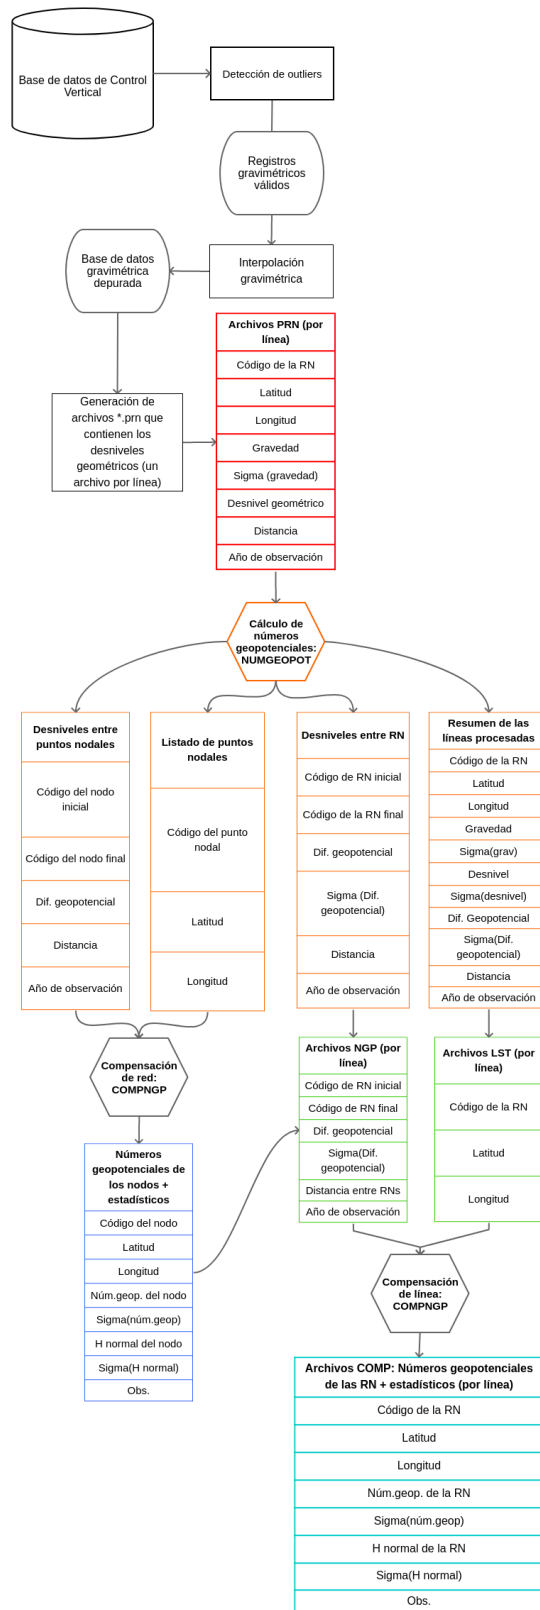 Base de datos de Control
Vertical
Detección de outliers
Registros
gravimétricos
válidos
Interpolación
gravimétrica
Base de datos
gravimétrica
depurada
Generación de
archivos *.prn que
contienen los
desniveles
geométricos (un
archivo por línea)
Archivos PRN (por
línea)
Código de la RN
Latitud
Longitud
Gravedad
Sigma (gravedad)
Desnivel geométrico
Distancia
Año de observación
Cálculo de
números
geopotenciales:
NUMGEOPOT
Desniveles entre
puntos nodales
Código del nodo
inicial
Código del nodo final
Dif. geopotencial
Distancia
Año de observación
Listado de puntos
nodales
Código del punto
nodal
Latitud
Longitud
Desniveles entre RN
Código de RN inicial
Código de la RN final
Dif. geopotencial
Sigma (Dif.
geopotencial)
Distancia
Año de observación
Resumen de las
líneas procesadas
Código de la RN
Latitud
Longitud
Gravedad
Sigma(grav)
Desnivel
Sigma(desnivel)
Dif. Geopotencial
Sigma(Dif.
geopotencial)
Distancia
Año de observación
Compensación
de red:
COMPNGP
Números
geopotenciales de
los nodos +
estadísticos
Código del nodo
Latitud
Longitud
Núm.geop. del nodo
Sigma(núm.geop)
H normal del nodo
Sigma(H normal)
Obs.
Archivos NGP (por
línea)
Código de RN inicial
Código de RN final
Dif. geopotencial
Sigma(Dif.
geopotencial)
Distancia entre RNs
Año de observación
Archivos LST (por
línea)
Código de la RN
Latitud
Longitud
Compensación
de línea:
COMPNGP
Archivos COMP: Números geopotenciales
de las RN + estadísticos (por línea)
Código de la RN
Latitud
Longitud
Núm.geop. de la RN
Sigma(núm.geop)
H normal de la RN
Sigma(H normal)
Obs.